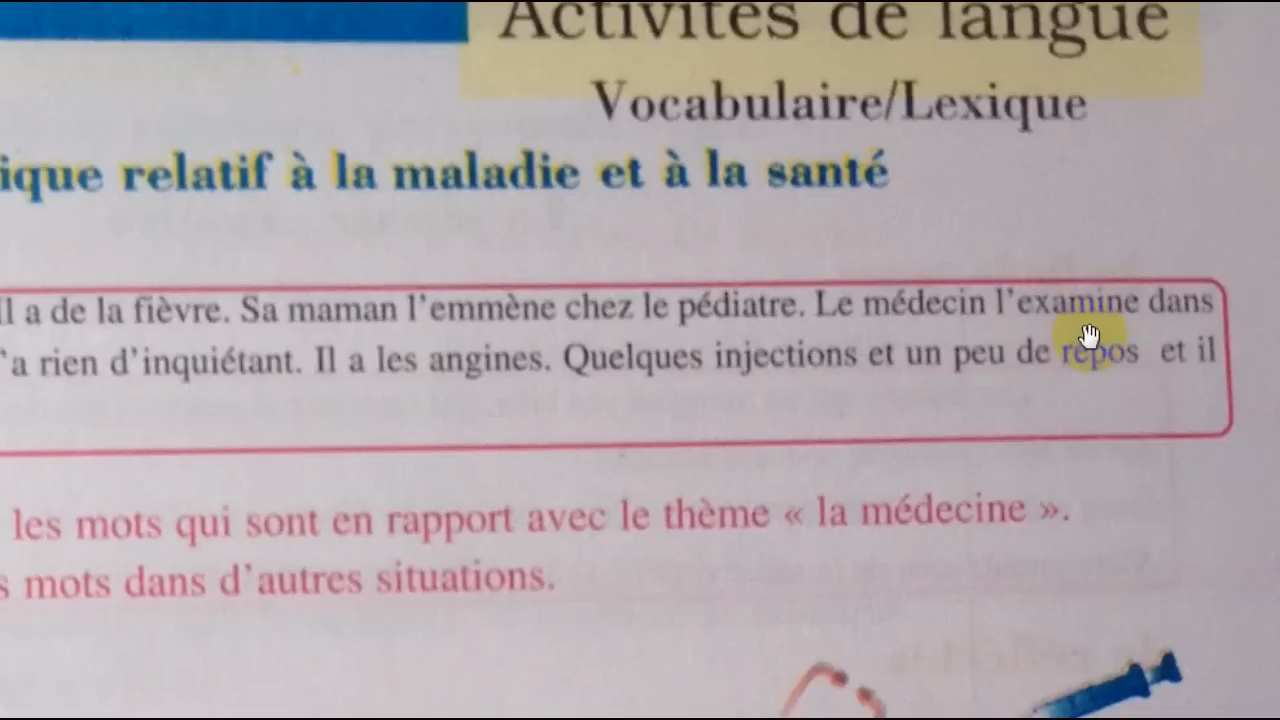 Activités de langue
Vocabulaire/Lexique
ique relatif à la maladie et à la santé
Il a de la fièvre. Sa maman l'emmène chez le pédiatre. Le médecin l'examine dans
'a rien d'inquiétant. Il a les angines. Quelques injections et un peu de repos et il
les mots qui sont en rapport avec le thème « la médecine ».
s mots dans d'autres situations.